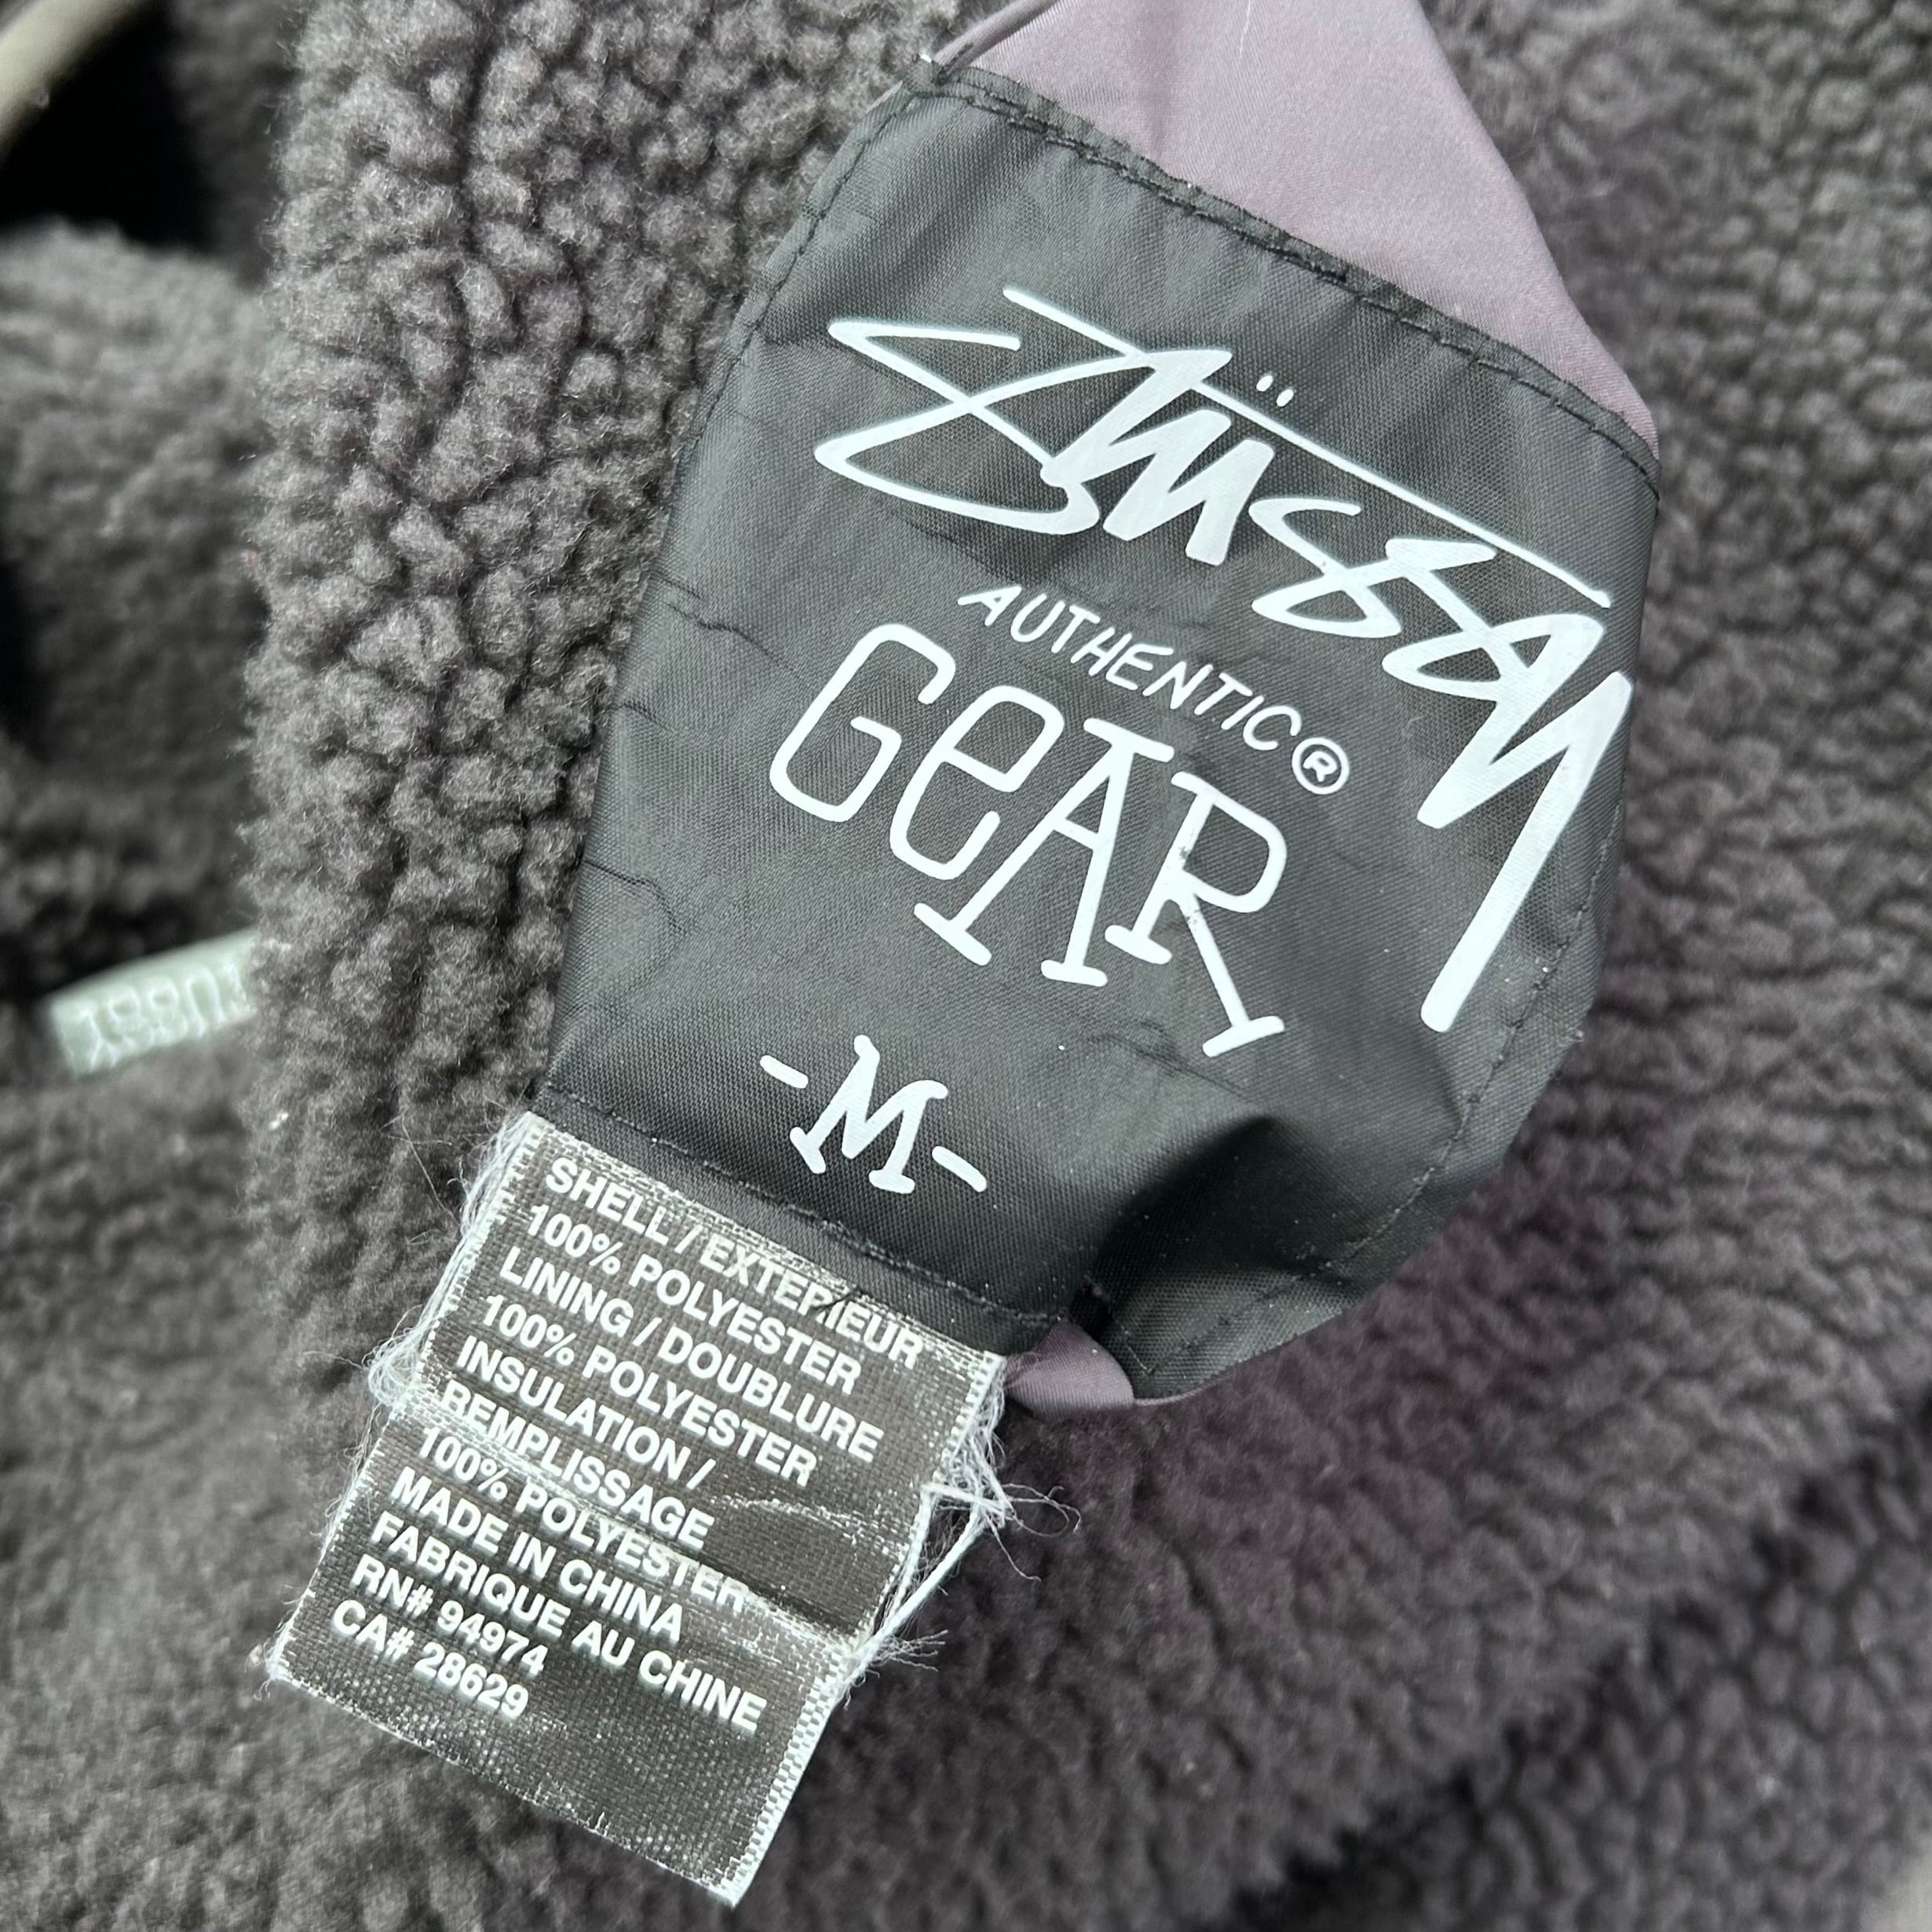 Stüssy
AUTHENTIC®
GeAR
-M-
SHELL / EXTERIEUR
100% POLYESTER
LINING / DOUBLURE
100% POLYESTER
INSULATION /
REMPLISSAGE
100% POLYESTER
MADE IN CHINA
FABRIQUE AU CHINE
RN# 94974
CA# 28629